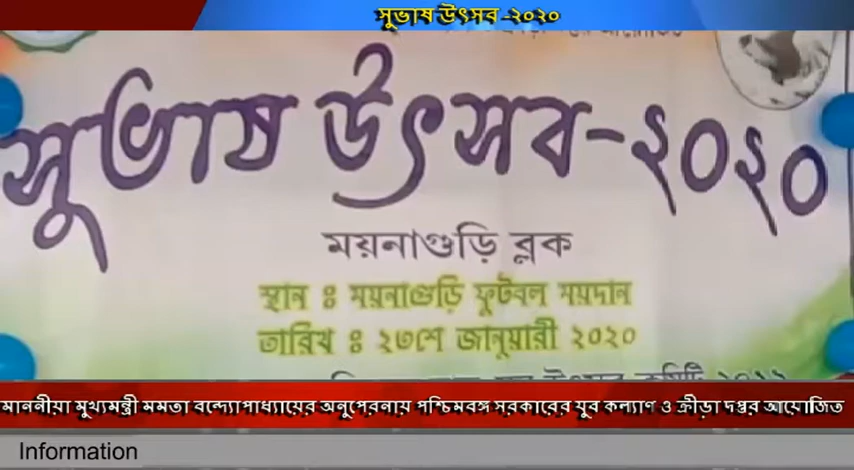 সুভাষ উৎসব -২০২০
সুভাষ উৎসব-২০২০
ময়নাগুড়ি ব্লক
স্থান ঃ ময়নাগুড়ি ফুটবল ময়দান
তারিখ ঃ ২৩শে জানুয়ারী ২০২০
মাননীয়া মুখ্যমন্ত্রী মমতা বন্দ্যোপাধ্যায়ের অনুপেরনায় পশ্চিমবঙ্গ সরকারের যুব কল্যাণ ও ক্রীড়া দপ্তর আয়োজিত
Information